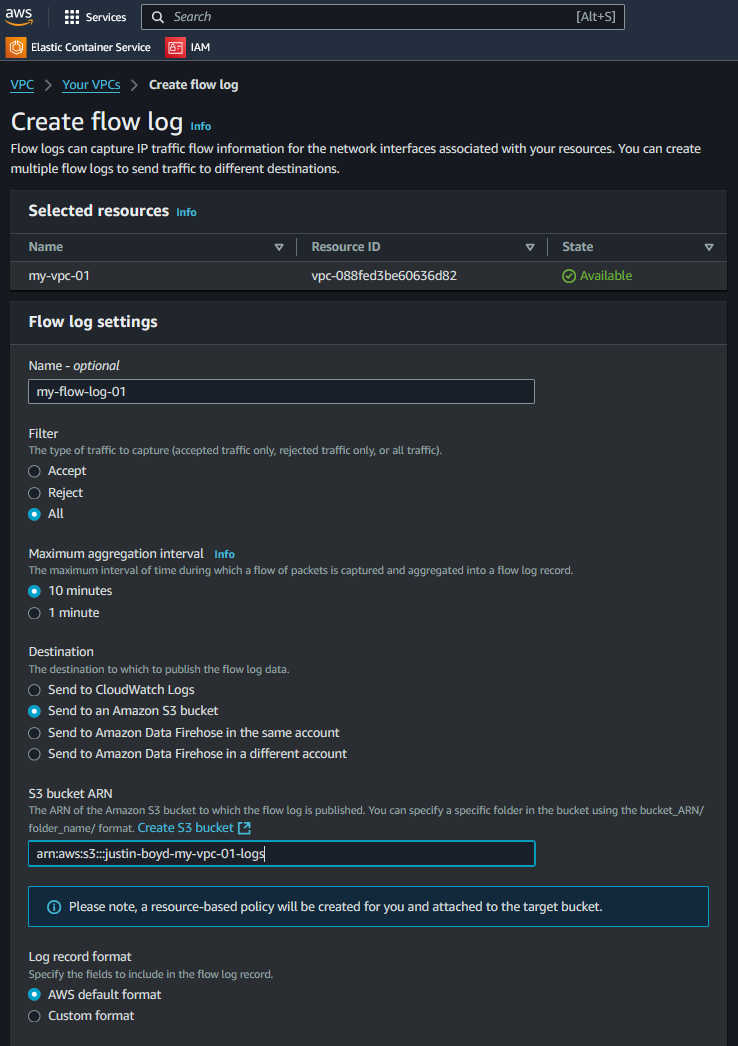 aws
Services
Search
[Alt+S]
Elastic Container Service
IAM
VPC > Your VPCs > Create flow log
Create flow log Info
Flow logs can capture IP traffic flow information for the network interfaces associated with your resources. You can create
multiple flow logs to send traffic to different destinations.
Selected resources Info
Name Resource ID State
my-vpc-01 vpc-088fed3be60636d82 Available
Flow log settings
Name - optional
my-flow-log-01
Filter
The type of traffic to capture (accepted traffic only, rejected traffic only, or all traffic).
Accept
Reject
All
Maximum aggregation interval Info
The maximum interval of time during which a flow of packets is captured and aggregated into a flow log record.
10 minutes
1 minute
Destination
The destination to which to publish the flow log data.
Send to CloudWatch Logs
Send to an Amazon S3 bucket
Send to Amazon Data Firehose in the same account
Send to Amazon Data Firehose in a different account
S3 bucket ARN
The ARN of the Amazon S3 bucket to which the flow log is published. You can specify a specific folder in the bucket using the bucket_ARN/
folder_name/ format. Create S3 bucket
arn:aws:s3:::justin-boyd-my-vpc-01-logs
Please note, a resource-based policy will be created for you and attached to the target bucket.
Log record format
Specify the fields to include in the flow log record.
AWS default format
Custom format